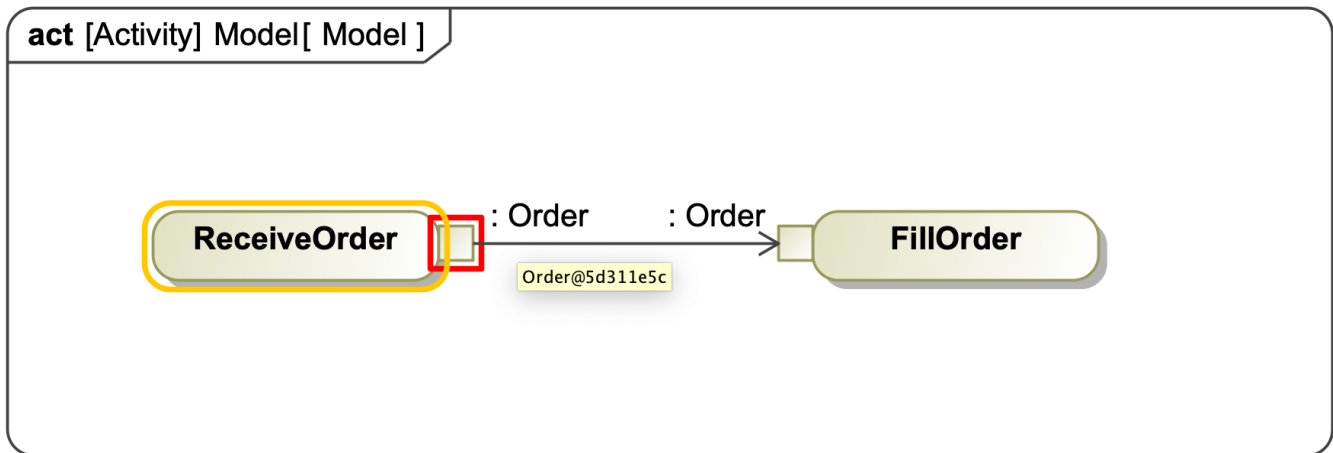 act [Activity] Model[ Model ]
: Order : Order
ReceiveOrder FillOrder
Order@5d311e5c